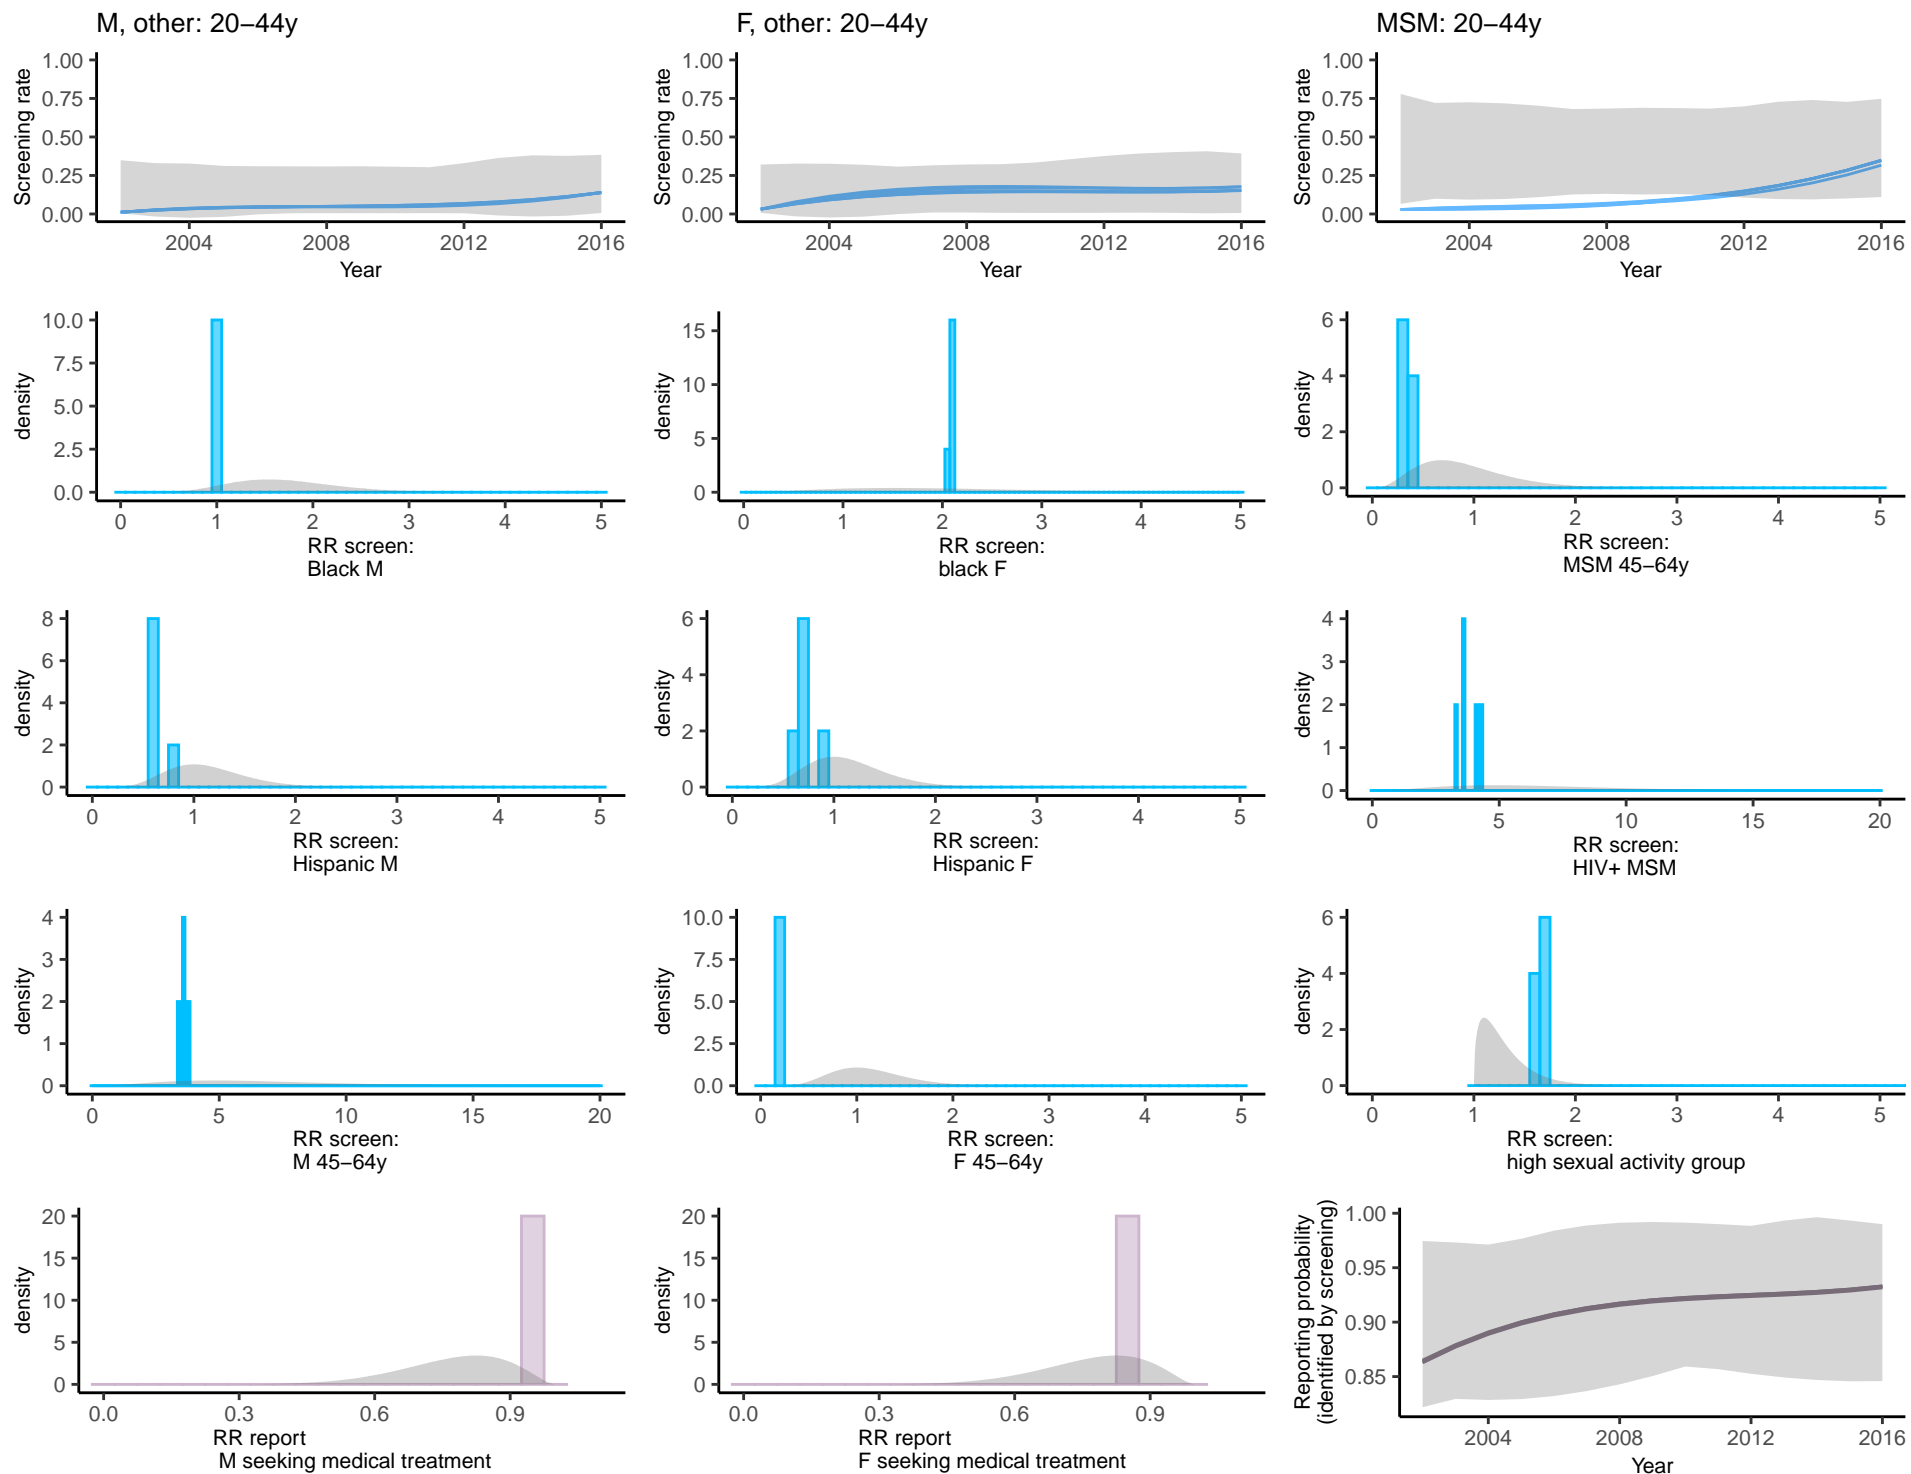 M, other: 20−44y
F, other: 20−44y
MSM: 20−44y
Screening rate
1.00
0.75
0.50
0.25
0.00
2004 2008 2012 2016
Year
Screening rate
1.00
0.75
0.50
0.25
0.00
2004 2008 2012 2016
Year
Screening rate
1.00
0.75
0.50
0.25
0.00
2004 2008 2012 2016
Year
density
10.0
7.5
5.0
2.5
0.0
0 1 2 3 4 5
RR screen:
Black M
density
15
10
5
0
0 1 2 3 4 5
RR screen:
black F
density
6
4
2
0
0 1 2 3 4 5
RR screen:
MSM 45−64y
density
8
6
4
2
0
0 1 2 3 4 5
RR screen:
Hispanic M
density
6
4
2
0
0 1 2 3 4 5
RR screen:
Hispanic F
density
4
3
2
1
0
0 5 10 15 20
RR screen:
HIV+ MSM
density
4
3
2
1
0
0 5 10 15 20
RR screen:
M 45−64y
density
10.0
7.5
5.0
2.5
0.0
0 1 2 3 4 5
RR screen:
F 45−64y
density
6
4
2
0
0 1 2 3 4 5
RR screen:
high sexual activity group
density
20
15
10
5
0
0.0 0.3 0.6 0.9
RR report
M seeking medical treatment
density
20
15
10
5
0
0.0 0.3 0.6 0.9
RR report
F seeking medical treatment
Reporting probability
(identified by screening)
1.00
0.95
0.90
0.85
2004 2008 2012 2016
Year